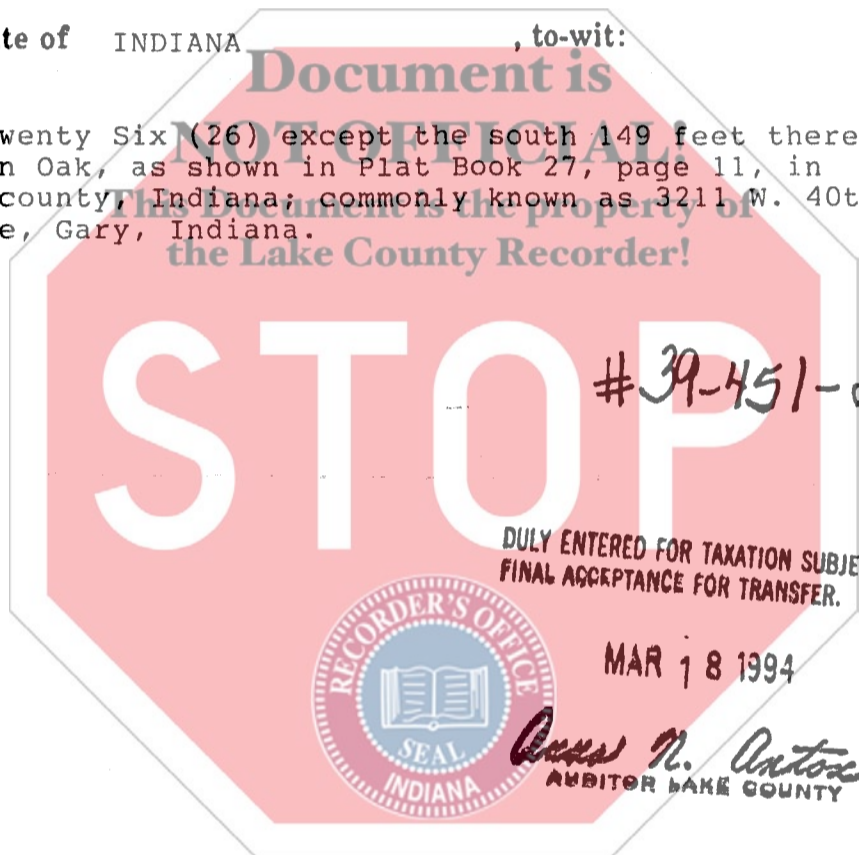 te of INDIANA , to-wit:
Document is
wenty Six (26) except the south 149 feet there
NOT OFFICIAL!
n Oak, as shown in Plat Book 27, page 11, in
county, Indiana; commonly known as 3211 W. 40t
This Document is the property of
e, Gary, Indiana.
the Lake County Recorder!
#39-451-
STOP
DULY ENTERED FOR TAXATION SUBJE
FINAL ACCEPTANCE FOR TRANSFER.
RECORDER'S OFFICE
MAR 18 1994
SEAL
INDIANA
Anna N. Anton
AUDITOR LAKE COUNTY